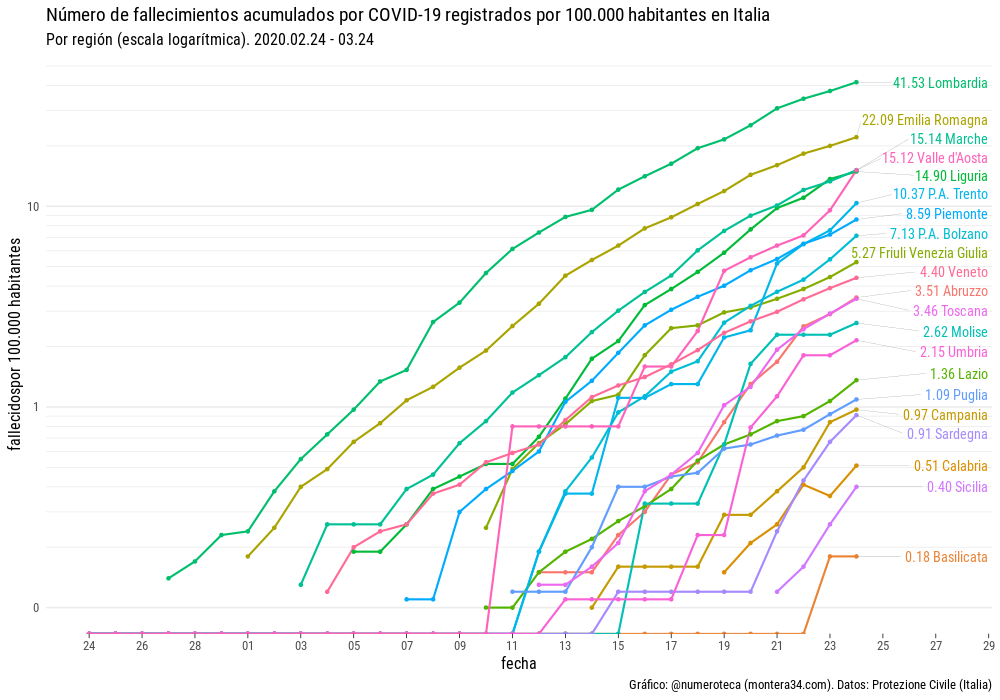 Número de fallecimientos acumulados por COVID-19 registrados por 100.000 habitantes en Italia
Por región (escala logarítmica). 2020.02.24 - 03.24
41.53 Lombardia
22.09 Emilia Romagna
15.14 Marche
15.12 Valle d'Aosta
14.90 Liguria
10.37 P.A. Trento
8.59 Piemonte
7.13 P.A. Bolzano
5.27 Friuli Venezia Giulia
4.40 Veneto
3.51 Abruzzo
3.46 Toscana
2.62 Molise
2.15 Umbria
1.36 Lazio
1.09 Puglia
0.97 Campania
0.91 Sardegna
0.51 Calabria
0.40 Sicilia
0.18 Basilicata
10
1
0
fallecidospor 100.000 habitantes
24 26 28 01 03 05 07 09 11 13 15 17 19 21 23 25 27 29
fecha
Gráfico: @numeroteca (montera34.com). Datos: Protezione Civile (Italia)